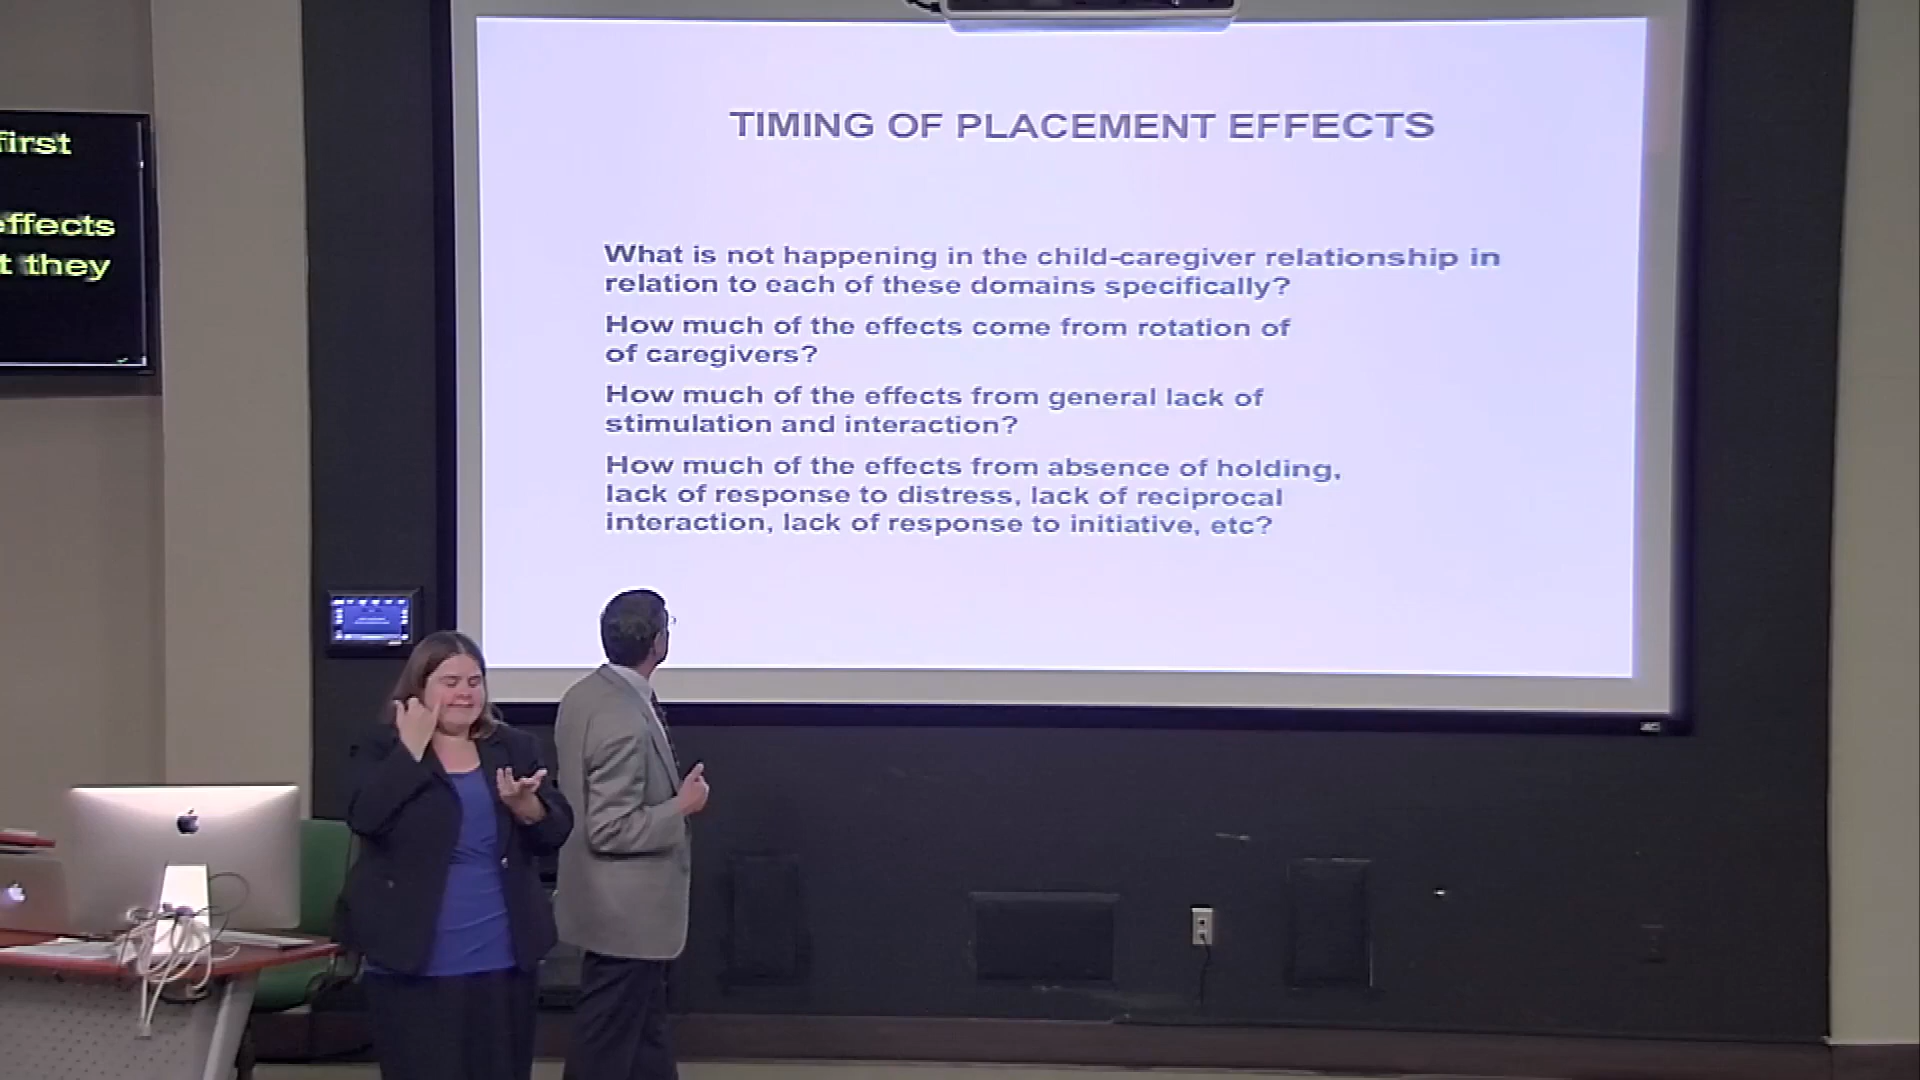 first
effects
t they
TIMING OF PLACEMENT EFFECTS
What is not happening in the child-caregiver relationship in
relation to each of these domains specifically?
How much of the effects come from rotation of
of caregivers?
How much of the effects from general lack of
stimulation and interaction?
How much of the effects from absence of holding,
lack of response to distress, lack of reciprocal
interaction, lack of response to initiative, etc?